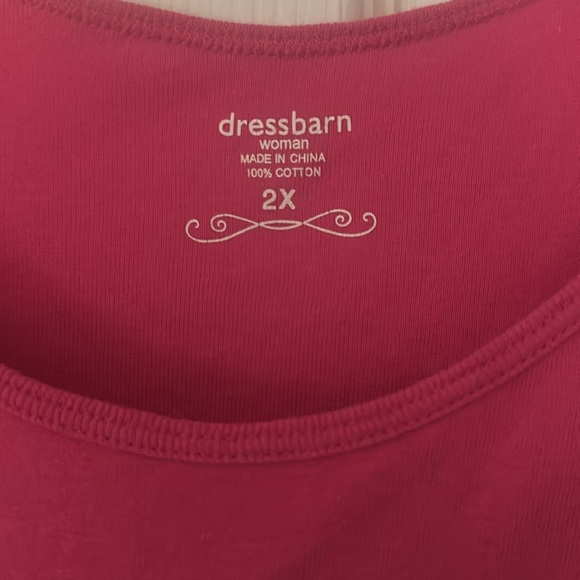 dressbarn
woman
MADE IN CHINA
100% COTTON
2X